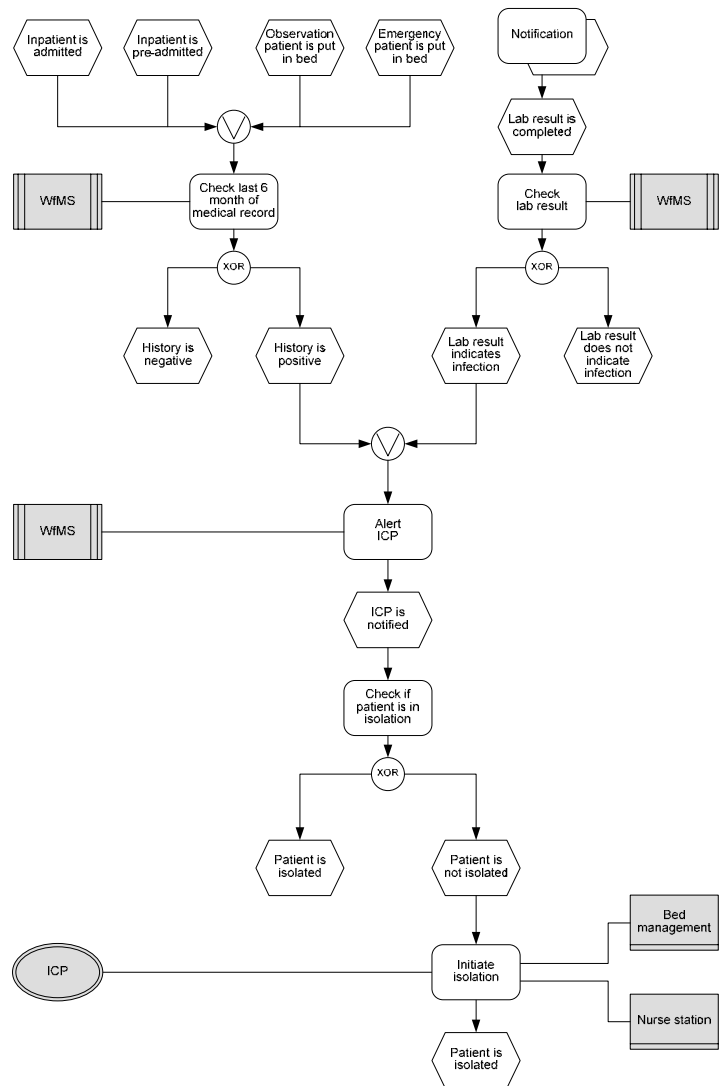 Inpatient is
admitted
Inpatient is
pre-admitted
Observation
patient is put
in bed
Emergency
patient is put
in bed
Notification
Lab result is
completed
WfMS
Check last 6
month of
medical record
Check
lab result
WfMS
XOR
XOR
History is
negative
History is
positive
Lab result
indicates
infection
Lab result
does not
indicate
infection
WfMS
Alert
ICP
ICP is
notified
Check if
patient is in
isolation
XOR
Patient is
isolated
Patient is
not isolated
Bed
management
ICP
Initiate
isolation
Nurse station
Patient is
isolated